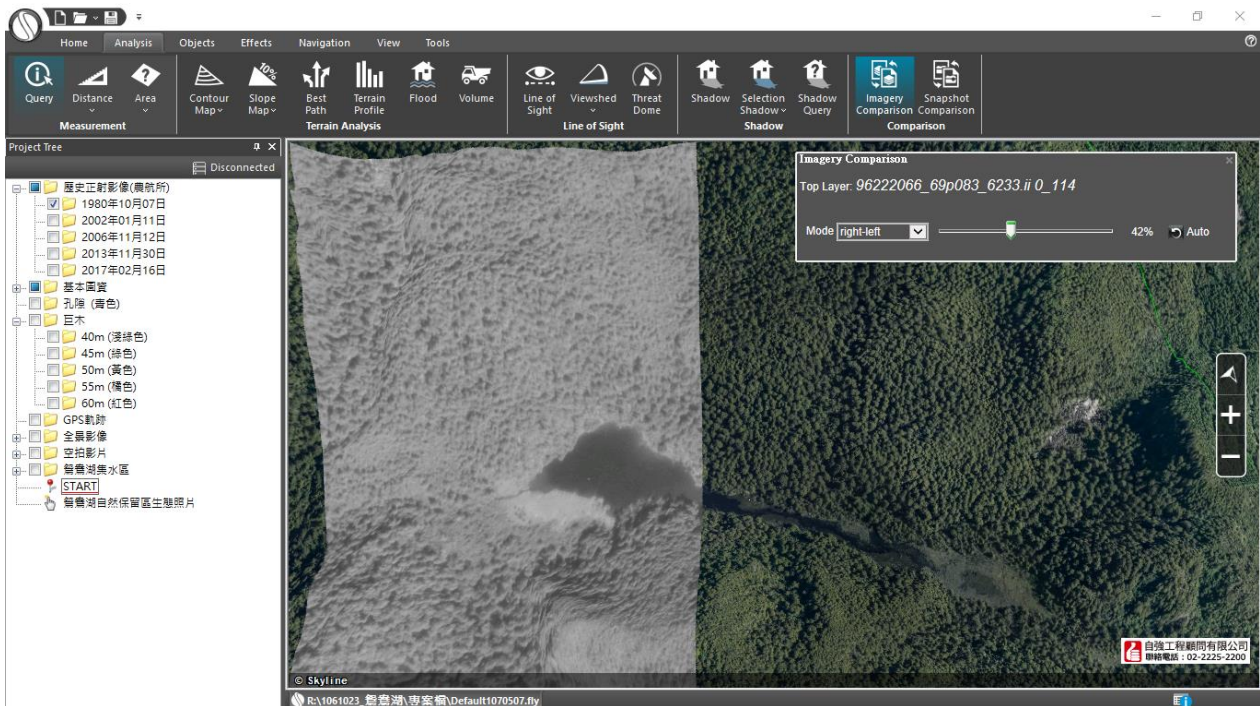 Home Analysis Objects Effects Navigation View Tools
Query Distance Area Contour Map Slope Map Best Path Terrain Profile Flood Volume Line of Sight Viewshed Threat Dome Shadow Selection Shadow Shadow Query Imagery Comparison Snapshot Comparison
10%
Measurement Terrain Analysis Line of Sight Shadow Comparison
Project Tree
Disconnected
歷史正射影像(農航所)
1980年10月07日
2002年01月11日
2006年11月12日
2013年11月30日
2017年02月16日
基本圖資
孔隙 (青色)
巨木
40m (淺綠色)
45m (綠色)
50m (黃色)
55m (橘色)
60m (紅色)
GPS軌跡
全景影像
空拍影片
鴛鴦湖集水區
START
鴛鴦湖自然保留區生態照片
Imagery Comparison
Top Layer: 96222066_69p083_6233.ii 0_114
Mode right-left 42% Auto
自強工程顧問有限公司
聯絡電話：02-2225-2200
© Skyline
R:\1061023_鴛鴦湖\專案檔\Default1070507.fly